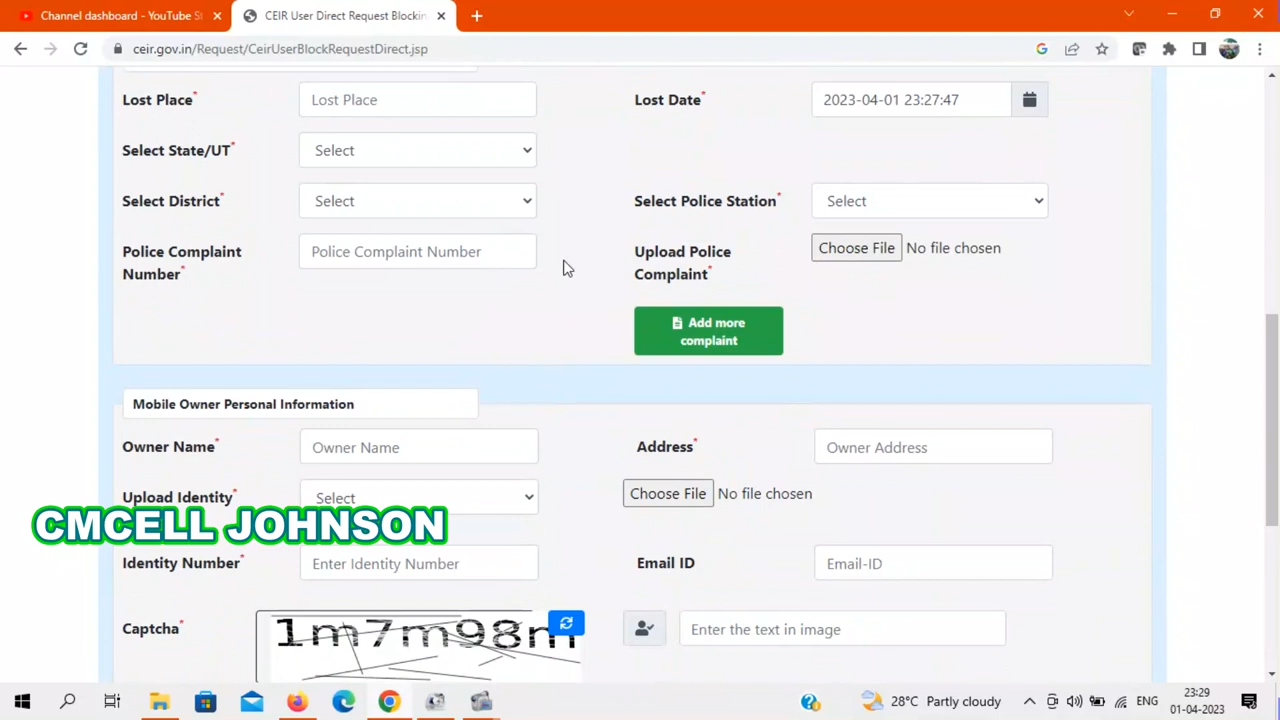 Channel dashboard - YouTube S
CEIR User Direct Request Blockin
ceir.gov.in/Request/CeirUserBlockRequestDirect.jsp
Lost Place* Lost Place Lost Date* 2023-04-01 23:27:47
Select State/UT* Select
Select District* Select Select Police Station* Select
Police Complaint Number* Police Complaint Number Upload Police Complaint* Choose File No file chosen
Add more
complaint
Mobile Owner Personal Information
Owner Name* Owner Name Address* Owner Address
Upload Identity* Select Choose File No file chosen
CMCELL JOHNSON
Identity Number* Enter Identity Number Email ID Email-ID
Captcha* 1m7m98m Enter the text in image
28°C Partly cloudy ENG 23:29
01-04-2023